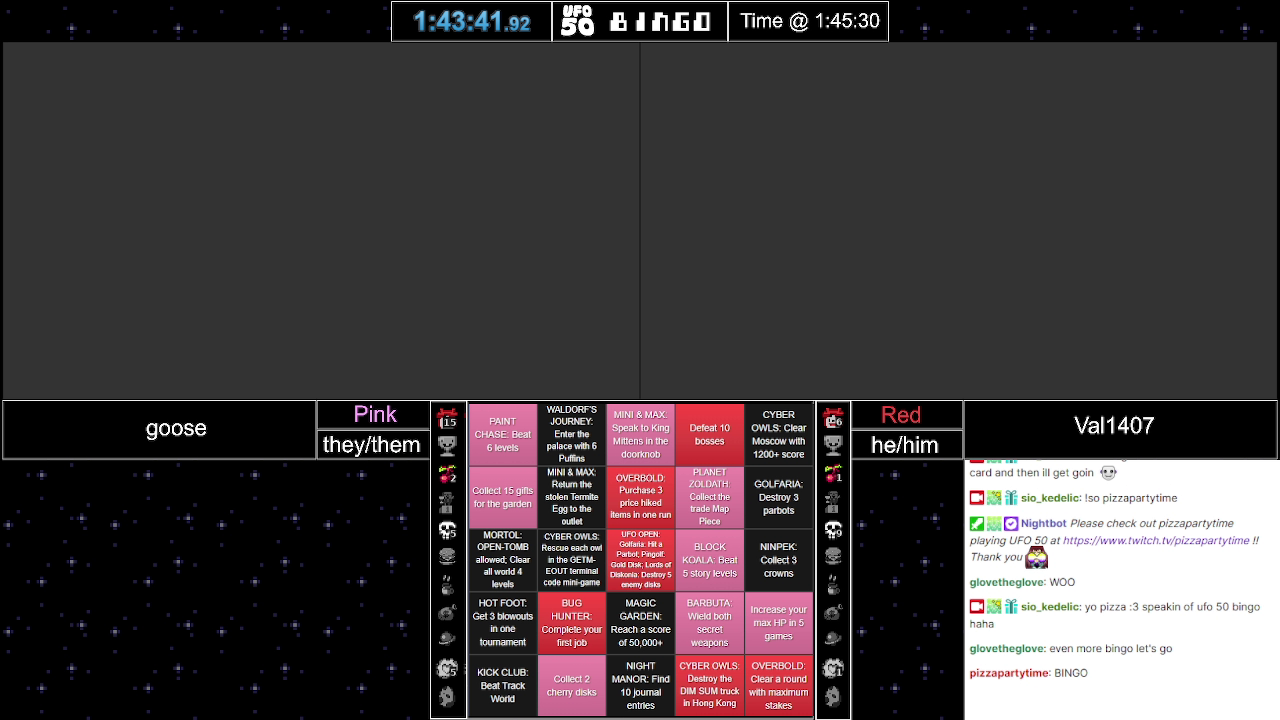 1:43:41.92
UFO 50
BINGO
Time @ 1:45:30
goose
Pink
they/them
Red
he/him
Val1407
15
2
5
5
6
1
9
1
PAINT
CHASE: Beat
6 levels
WALDORF'S
JOURNEY:
Enter the
palace with 6
Puffins
MINI & MAX:
Speak to King
Mittens in the
doorknob
Defeat 10
bosses
CYBER
OWLS: Clear
Moscow with
1200+ score
Collect 15 gifts
for the garden
MINI & MAX:
Return the
stolen Termite
Egg to the
outlet
OVERBOLD:
Purchase 3
price hiked
items in one run
PLANET
ZOLDATH:
Collect the
trade Map
Piece
GOLFARIA:
Destroy 3
parbots
MORTOL:
OPEN-TOMB
allowed; Clear
all world 4
levels
CYBER OWLS:
Rescue each owl
in the GETM-
EOUT terminal
code mini-game
UFO OPEN:
Golfaria: Hit a
Parbot; Pingolf:
Gold Disk; Lords of
Diskonia: Destroy 5
enemy disks
BLOCK
KOALA: Beat
5 story levels
NINPEK:
Collect 3
crowns
HOT FOOT:
Get 3 blowouts
in one
tournament
BUG
HUNTER:
Complete your
first job
MAGIC
GARDEN:
Reach a score
of 50,000+
BARBUTA:
Wield both
secret
weapons
Increase your
max HP in 5
games
KICK CLUB:
Beat Track
World
Collect 2
cherry disks
NIGHT
MANOR: Find
10 journal
entries
CYBER OWLS:
Destroy the
DIM SUM truck
in Hong Kong
OVERBOLD:
Clear a round
with maximum
stakes
card and then ill get goin
sio_kedelic: !so pizzapartytime
Nightbot Please check out pizzapartytime
playing UFO 50 at https://www.twitch.tv/pizzapartytime !!
Thank you
glovetheglove: WOO
sio_kedelic: yo pizza :3 speakin of ufo 50 bingo
haha
glovetheglove: even more bingo let's go
pizzapartytime: BINGO